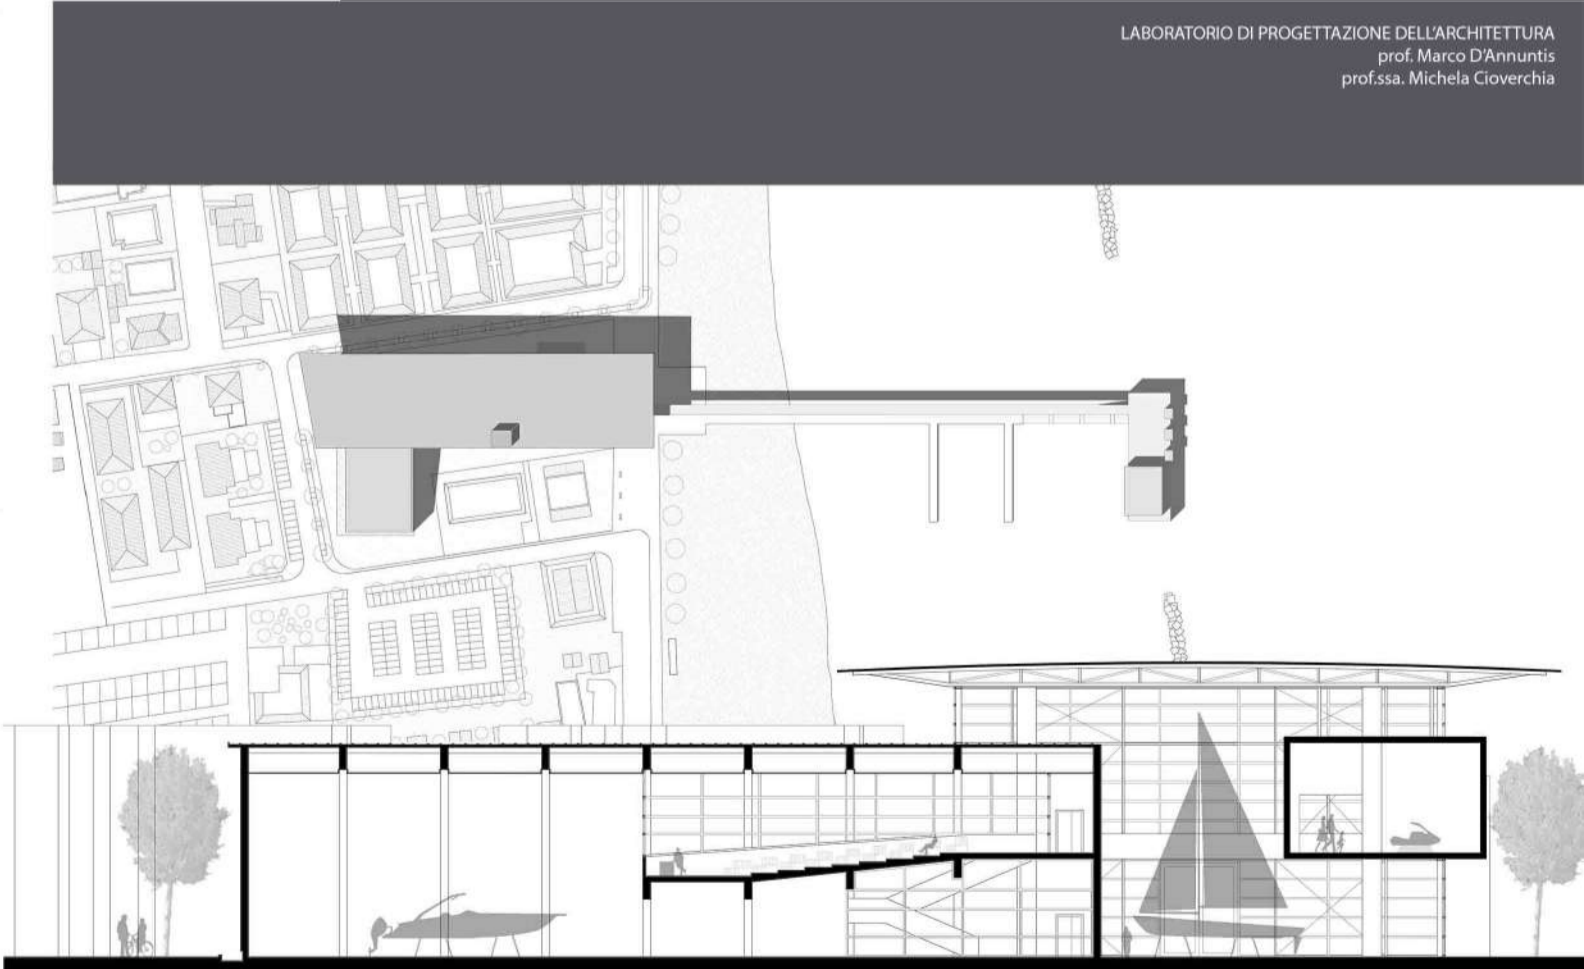 LABORATORIO DI PROGETTAZIONE DELL'ARCHITETTURA
prof. Marco D'Annuntis
prof.ssa. Michela Cioverchia